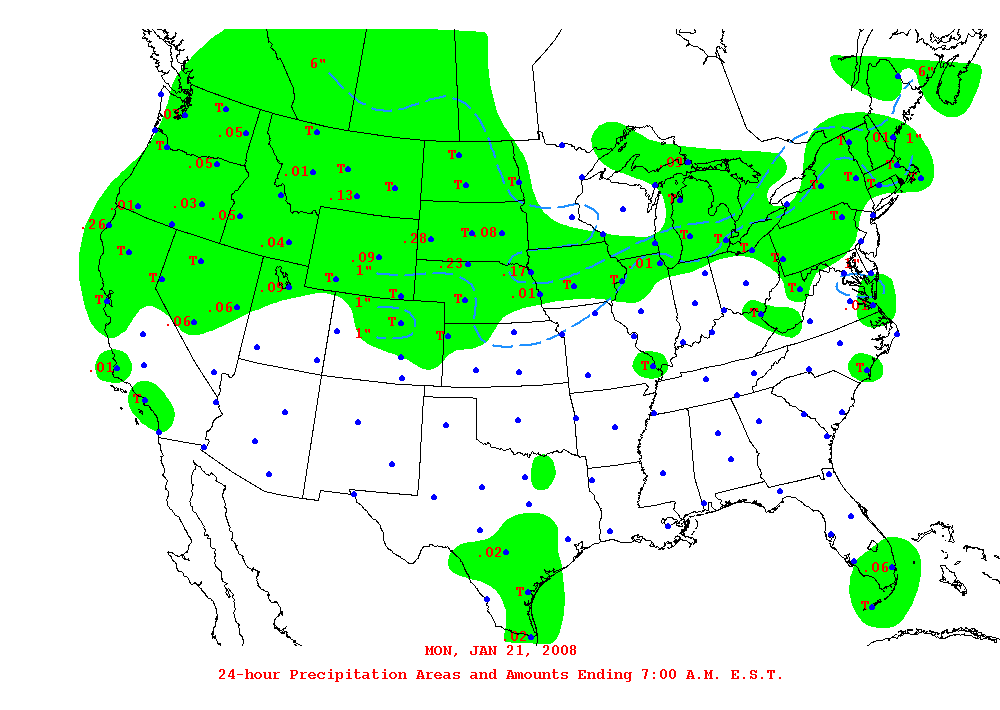 6"
6"
.05
T
T
.01
1"
T
.05
T
.09
T
.01
T
T
T
T
T
T
T
T
.13
T
.01
.03
.05
T
.26
.28
T
.08
T
T
T
.04
T
T
.09
T
1"
.23
.17
T
T
.01
T
T
.09
T
.01
T
T
1"
T
.06
T
.06
T
1"
T
T
.01
T
T
T
.02
.06
T
T
.02
MON, JAN 21, 2008
24-hour Precipitation Areas and Amounts Ending 7:00 A.M. E.S.T.